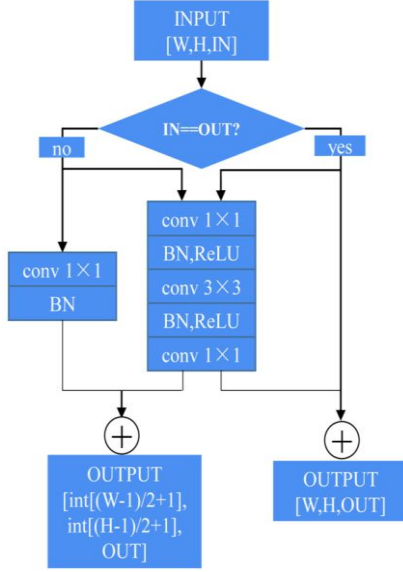 INPUT
[W,H,IN]
IN==OUT?
no
yes
conv 1×1
BN
conv 1×1
BN,ReLU
conv 3×3
BN,ReLU
conv 1×1
OUTPUT
[int[(W-1)/2+1],
int[(H-1)/2+1],
OUT]
OUTPUT
[W,H,OUT]